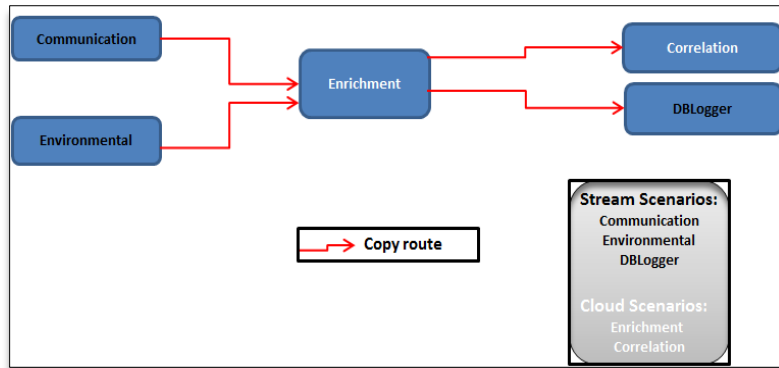 Communication
Correlation
Enrichment
DBLogger
Environmental
Copy route
Stream Scenarios:
Communication
Environmental
DBLogger
Cloud Scenarios:
Enrichment
Correlation